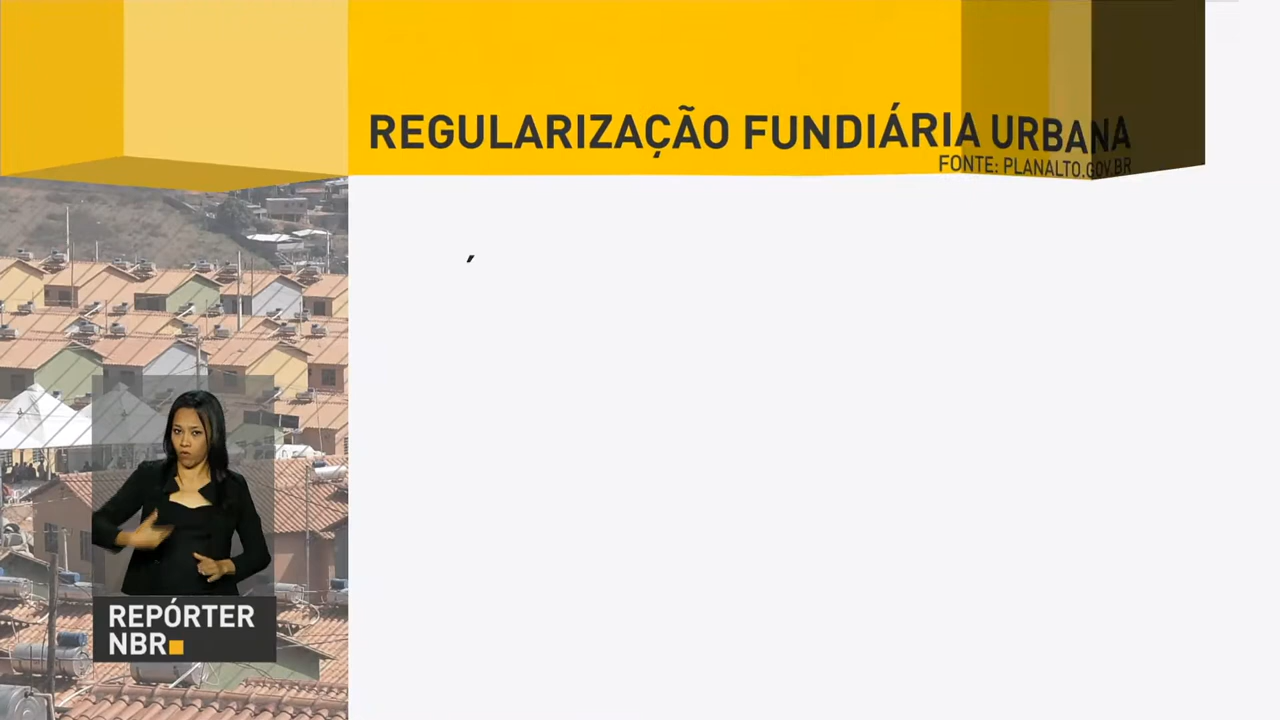 REGULARIZAÇÃO FUNDIÁRIA URBANA
FONTE: PLANALTO.GOV.BR
REPÓRTER
NBR